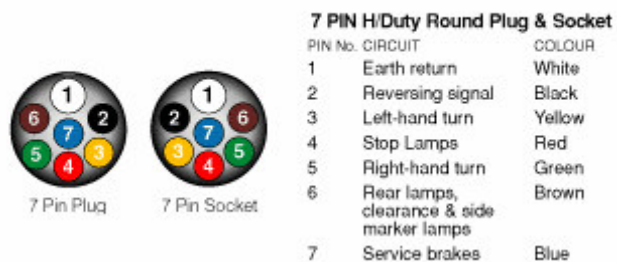 7 PIN H/Duty Round Plug & Socket
PIN No. CIRCUIT COLOUR
1 Earth return White
2 Reversing signal Black
3 Left-hand turn Yellow
4 Stop Lamps Red
5 Right-hand turn Green
6 Rear lamps, Brown
clearance & side
marker lamps
7 Service brakes Blue
1
6 2
7
5 3
4
7 Pin Plug
1
2 6
7
3 5
4
7 Pin Socket